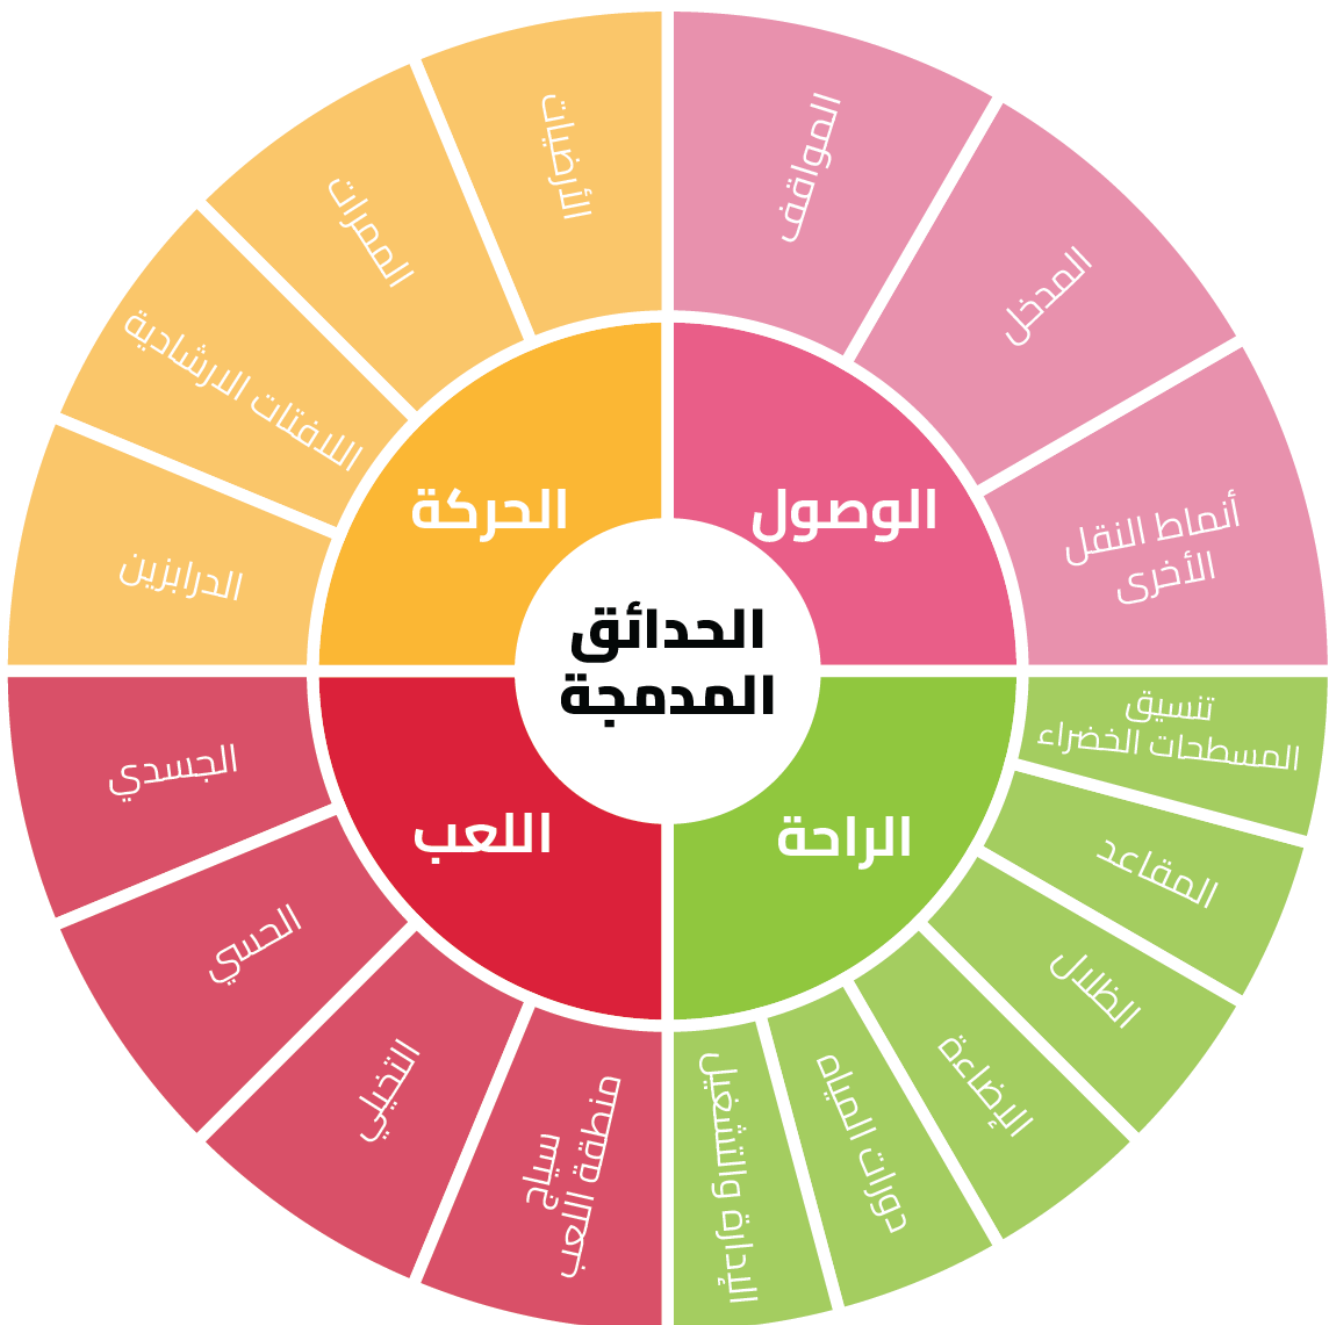 الحدائق
المدمجة
الوصول
المواقف
المدخل
أنماط النقل
الأخرى
الراحة
تنسيق
المسطحات الخضراء
المقاعد
الظلال
الإضاعة
دورات المياه
الإدارة والتشغيل
اللعب
سياج
منطقة اللعب
التخيلي
الحسي
الجسدي
الحركة
الدرابزين
اللافتات الارشادية
الممرات
الأرضيات